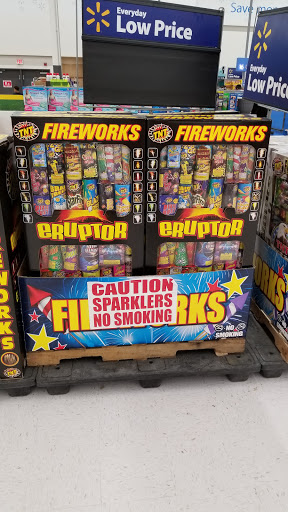 Save mo
Everyday
Low Price
Everyday
Low Price
TNT
FIREWORKS
TNT
FIREWORKS
ERUPTOR
ERUPTOR
CAUTION
SPARKLERS
NO SMOKING
FI RKS
NO
SMOKING